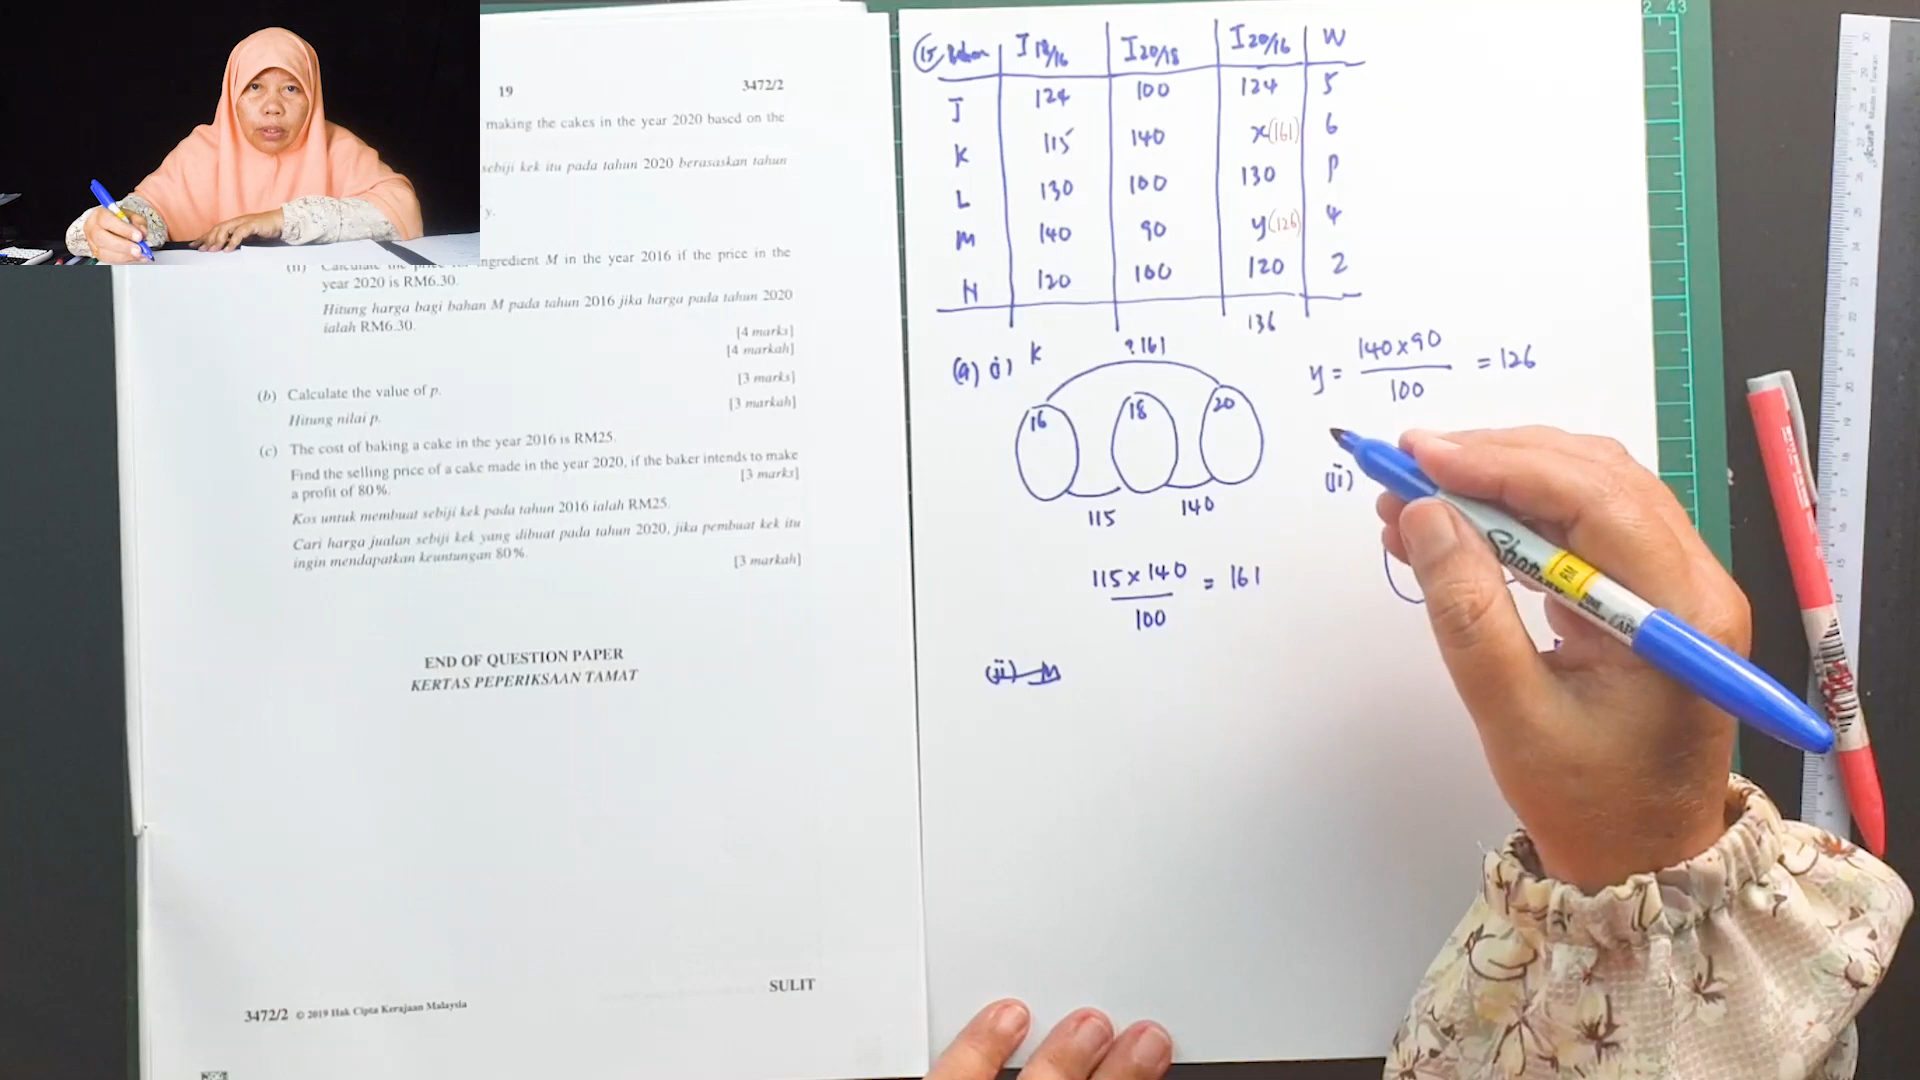 19 3472/2
making the cakes in the year 2020 based on the
sebiji kek itu pada tahun 2020 berasaskan tahun
y.
ingredient M in the year 2016 if the price in the
year 2020 is RM6.30.
Hitung harga bagi bahan M pada tahun 2016 jika harga pada tahun 2020
ialah RM6.30.
[4 marks]
[4 markah]
(b) Calculate the value of p. [3 marks]
Hitung nilai p. [3 markah]
(c) The cost of baking a cake in the year 2016 is RM25.
Find the selling price of a cake made in the year 2020, if the baker intends to make
a profit of 80%. [3 marks]
Kos untuk membuat sebiji kek pada tahun 2016 ialah RM25.
Cari harga jualan sebiji kek yang dibuat pada tahun 2020, jika pembuat kek itu
ingin mendapatkan keuntungan 80%. [3 markah]
END OF QUESTION PAPER
KERTAS PEPERIKSAAN TAMAT
SULIT
3472/2 © 2019 Hak Cipta Kerajaan Malaysia
15 Bahan I 18/16 I 20/18 I 20/16 W
J 124 100 124 5
K 115 140 x(161) 6
L 130 100 130 P
M 140 90 y(126) 4
N 120 100 120 2
136
(a) (i) K ?161
16 18 20
115 140
115 x 140 = 161
100
(ii) M
y = 140 x 90 = 126
100
(ii)
Sharpie
43